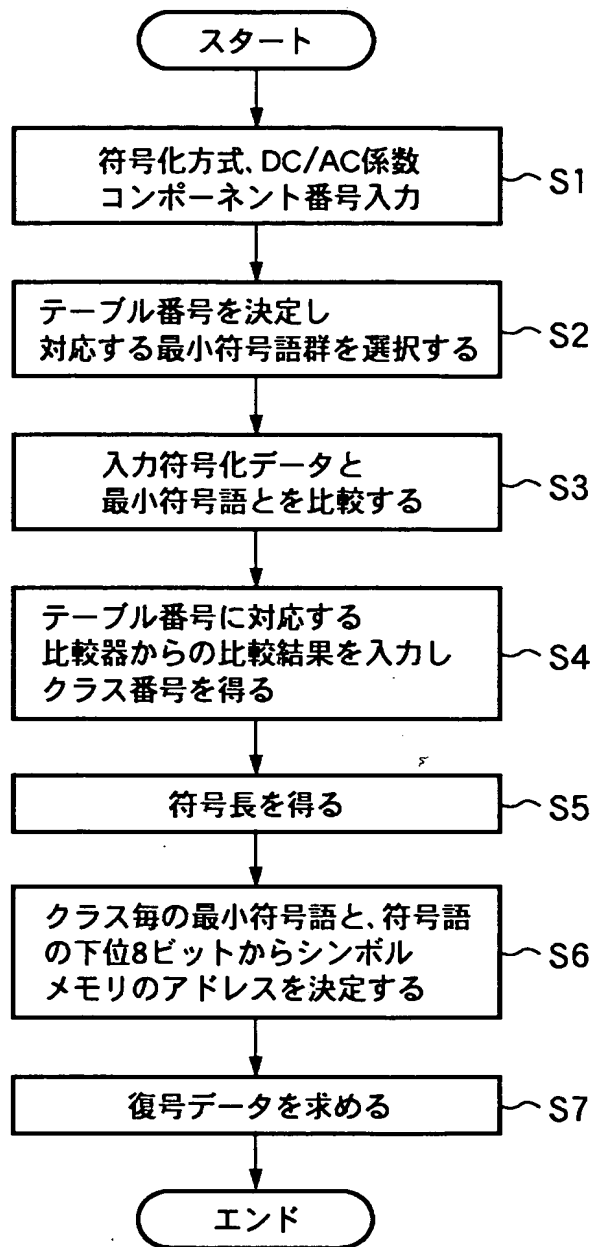 スタート
符号化方式、DC/AC係数
コンポーネント番号入力
S1
テーブル番号を決定し
対応する最小符号語群を選択する
S2
入力符号化データと
最小符号語とを比較する
S3
テーブル番号に対応する
比較器からの比較結果を入力し
クラス番号を得る
S4
符号長を得る
S5
クラス毎の最小符号語と、符号語
の下位8ビットからシンボル
メモリのアドレスを決定する
S6
復号データを求める
S7
エンド